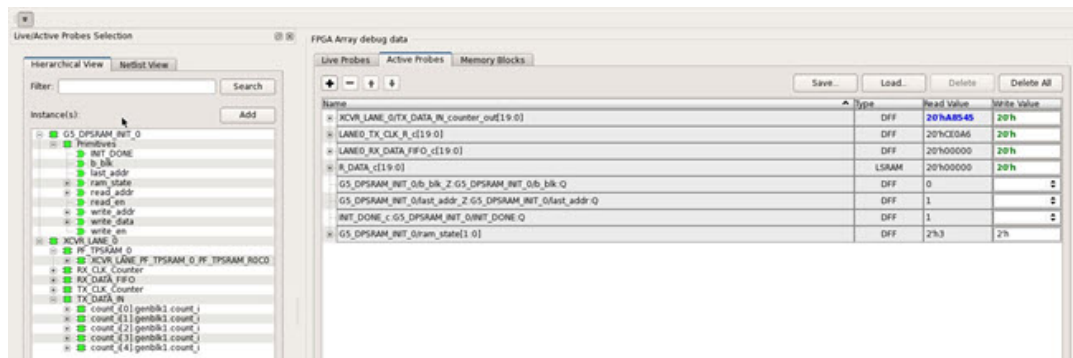 Live/Active Probes Selection
Hierarchical View Netlist View
Filter: Search
Instance(s): Add
G5_DPSRAM_INIT_0
Primitives
INIT_DONE
b_blk
last_addr
ram_state
read_addr
read_en
write_addr
write_data
write_en
XCVR_LANE_0
PF_TPSRAM_0
XCVR_LANE_PF_TPSRAM_0_PF_TPSRAM_R0C0
RX_CLK_Counter
RX_DATA_FIFO
TX_CLK_Counter
TX_DATA_IN
count_i[0].genblk1.count_i
count_i[1].genblk1.count_i
count_i[2].genblk1.count_i
count_i[3].genblk1.count_i
count_i[4].genblk1.count_i
FPGA Array debug data
Live Probes Active Probes Memory Blocks
Save... Load... Delete Delete All
Name Type Read Value Write Value
XCVR_LANE_0/TX_DATA_IN_counter_out[19:0] DFF 20'hA8545 20'h
LANE0_TX_CLK_R_c[19:0] DFF 20'hCE0A6 20'h
LANE0_RX_DATA_FIFO_c[19:0] DFF 20'h00000 20'h
R_DATA_c[19:0] LSRAM 20'h00000 20'h
G5_DPSRAM_INIT_0/b_blk_Z:G5_DPSRAM_INIT_0/b_blk:Q DFF 0
G5_DPSRAM_INIT_0/last_addr_Z:G5_DPSRAM_INIT_0/last_addr:Q DFF 1
INIT_DONE_c:G5_DPSRAM_INIT_0/INIT_DONE:Q DFF 1
G5_DPSRAM_INIT_0/ram_state[1:0] DFF 2'h3 2'h